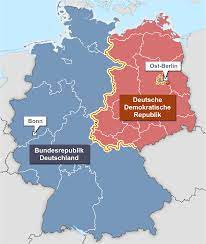 Ost-Berlin
Deutsche
Demokratische
Republik
Bonn
Bundesrepublik
Deutschland